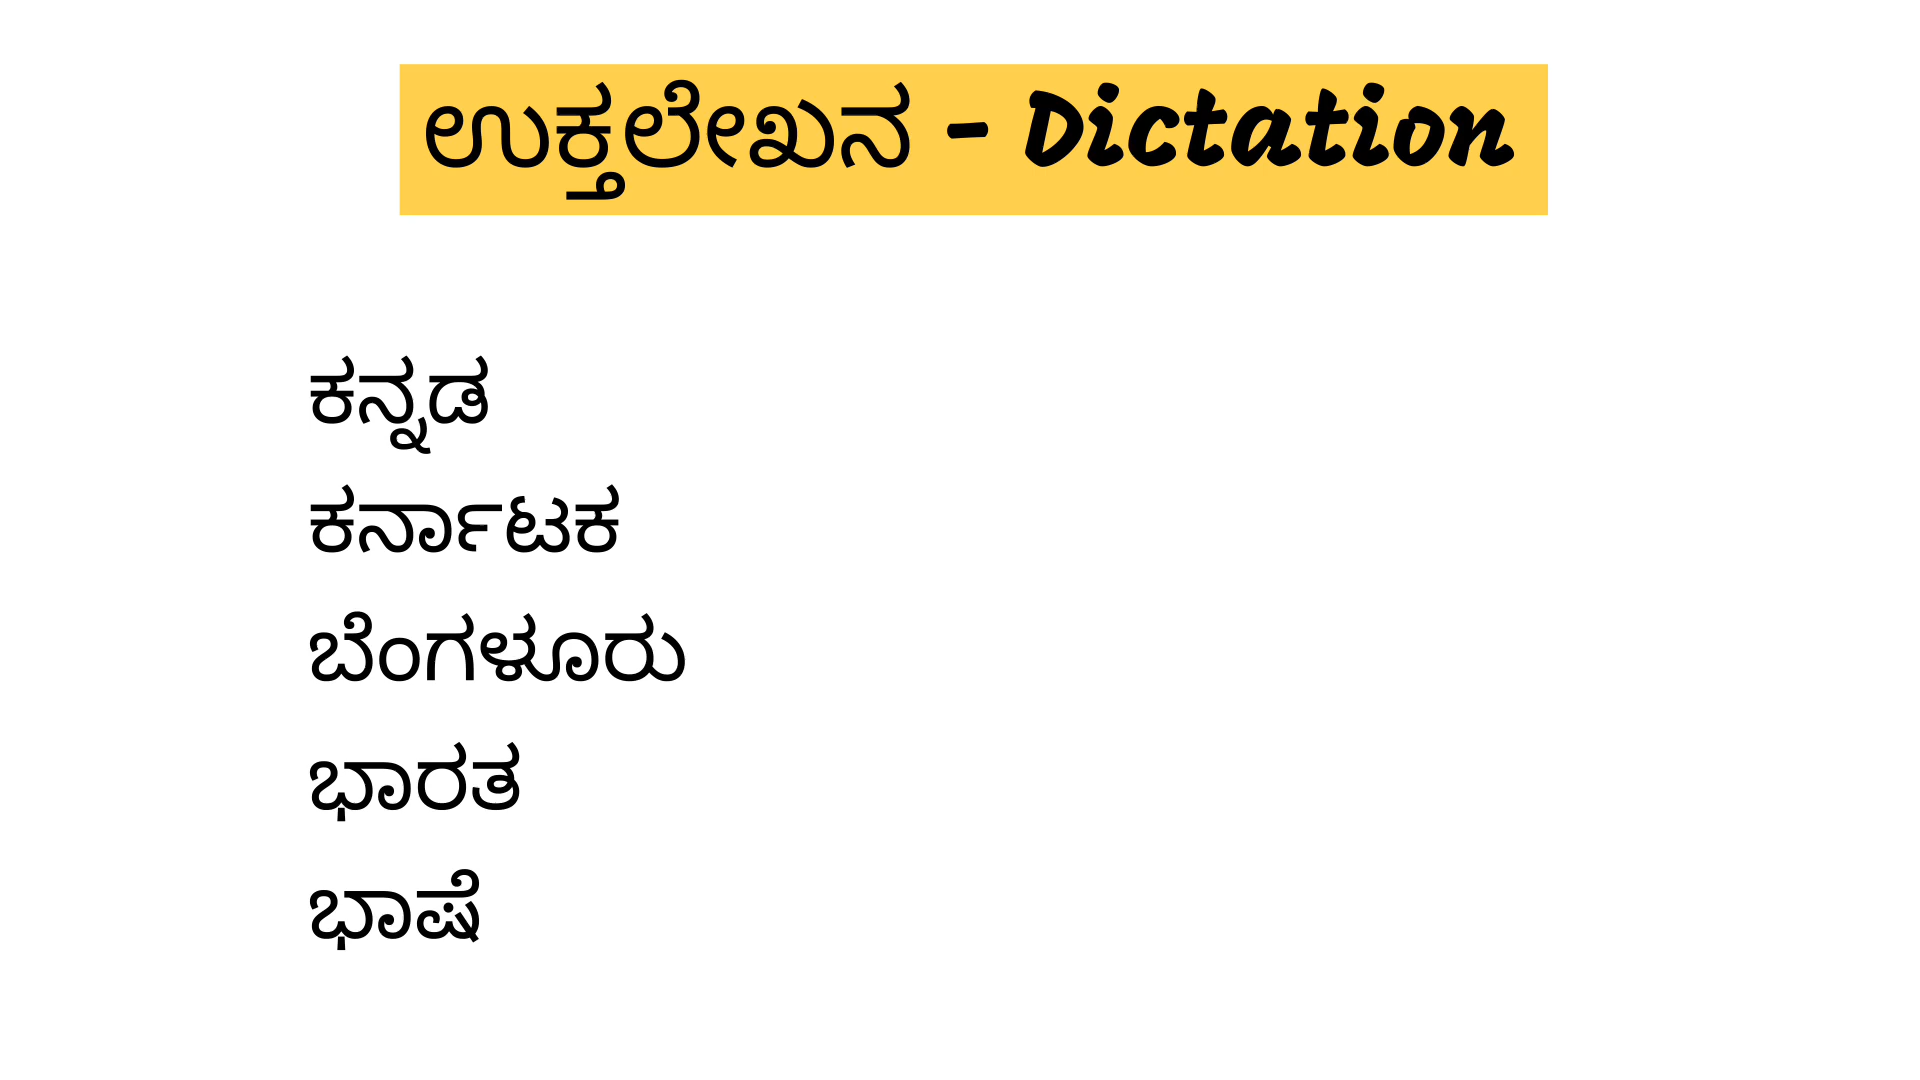 ಉಕ್ತಲೇಖನ - Dictation
ಕನ್ನಡ
ಕರ್ನಾಟಕ
ಬೆಂಗಳೂರು
ಭಾರತ
ಭಾಷೆ